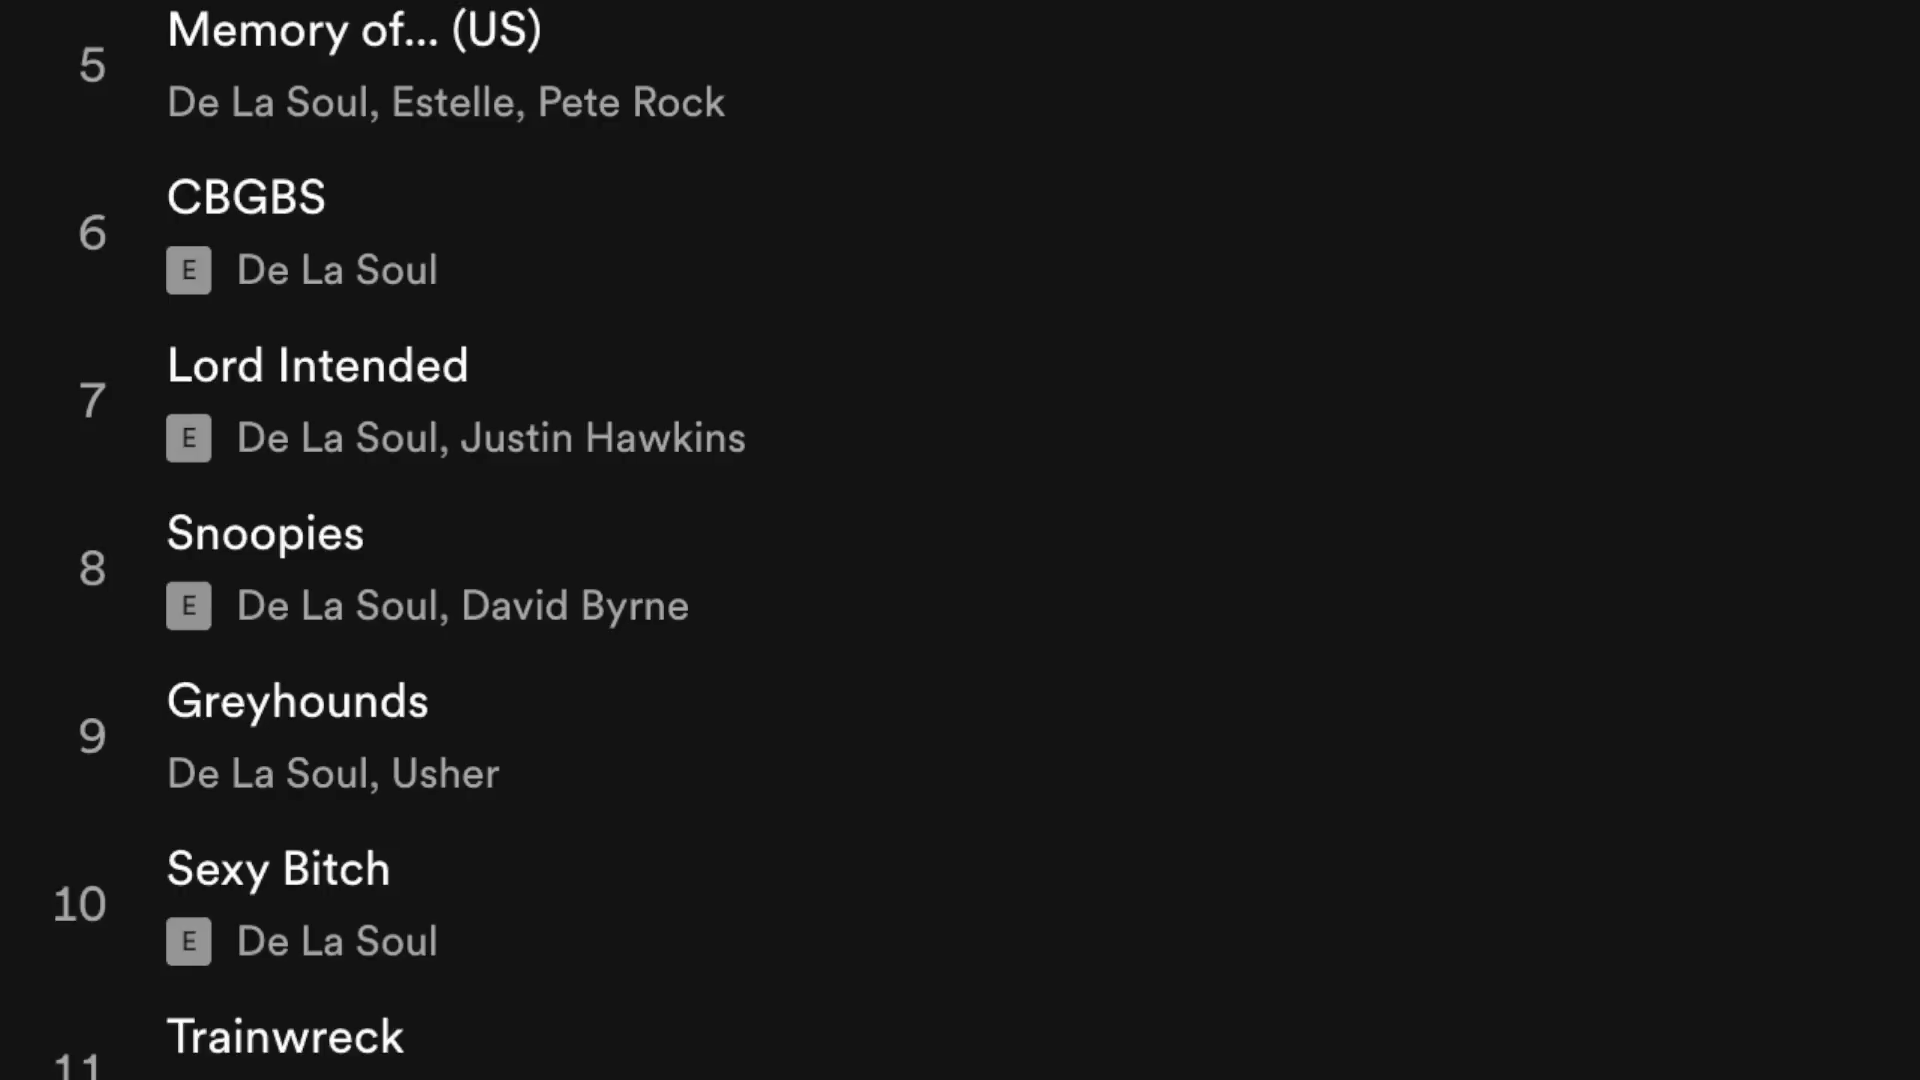 5
Memory of... (US)
De La Soul, Estelle, Pete Rock
6
CBGBS
E De La Soul
7
Lord Intended
E De La Soul, Justin Hawkins
8
Snoopies
E De La Soul, David Byrne
9
Greyhounds
De La Soul, Usher
10
Sexy Bitch
E De La Soul
11
Trainwreck